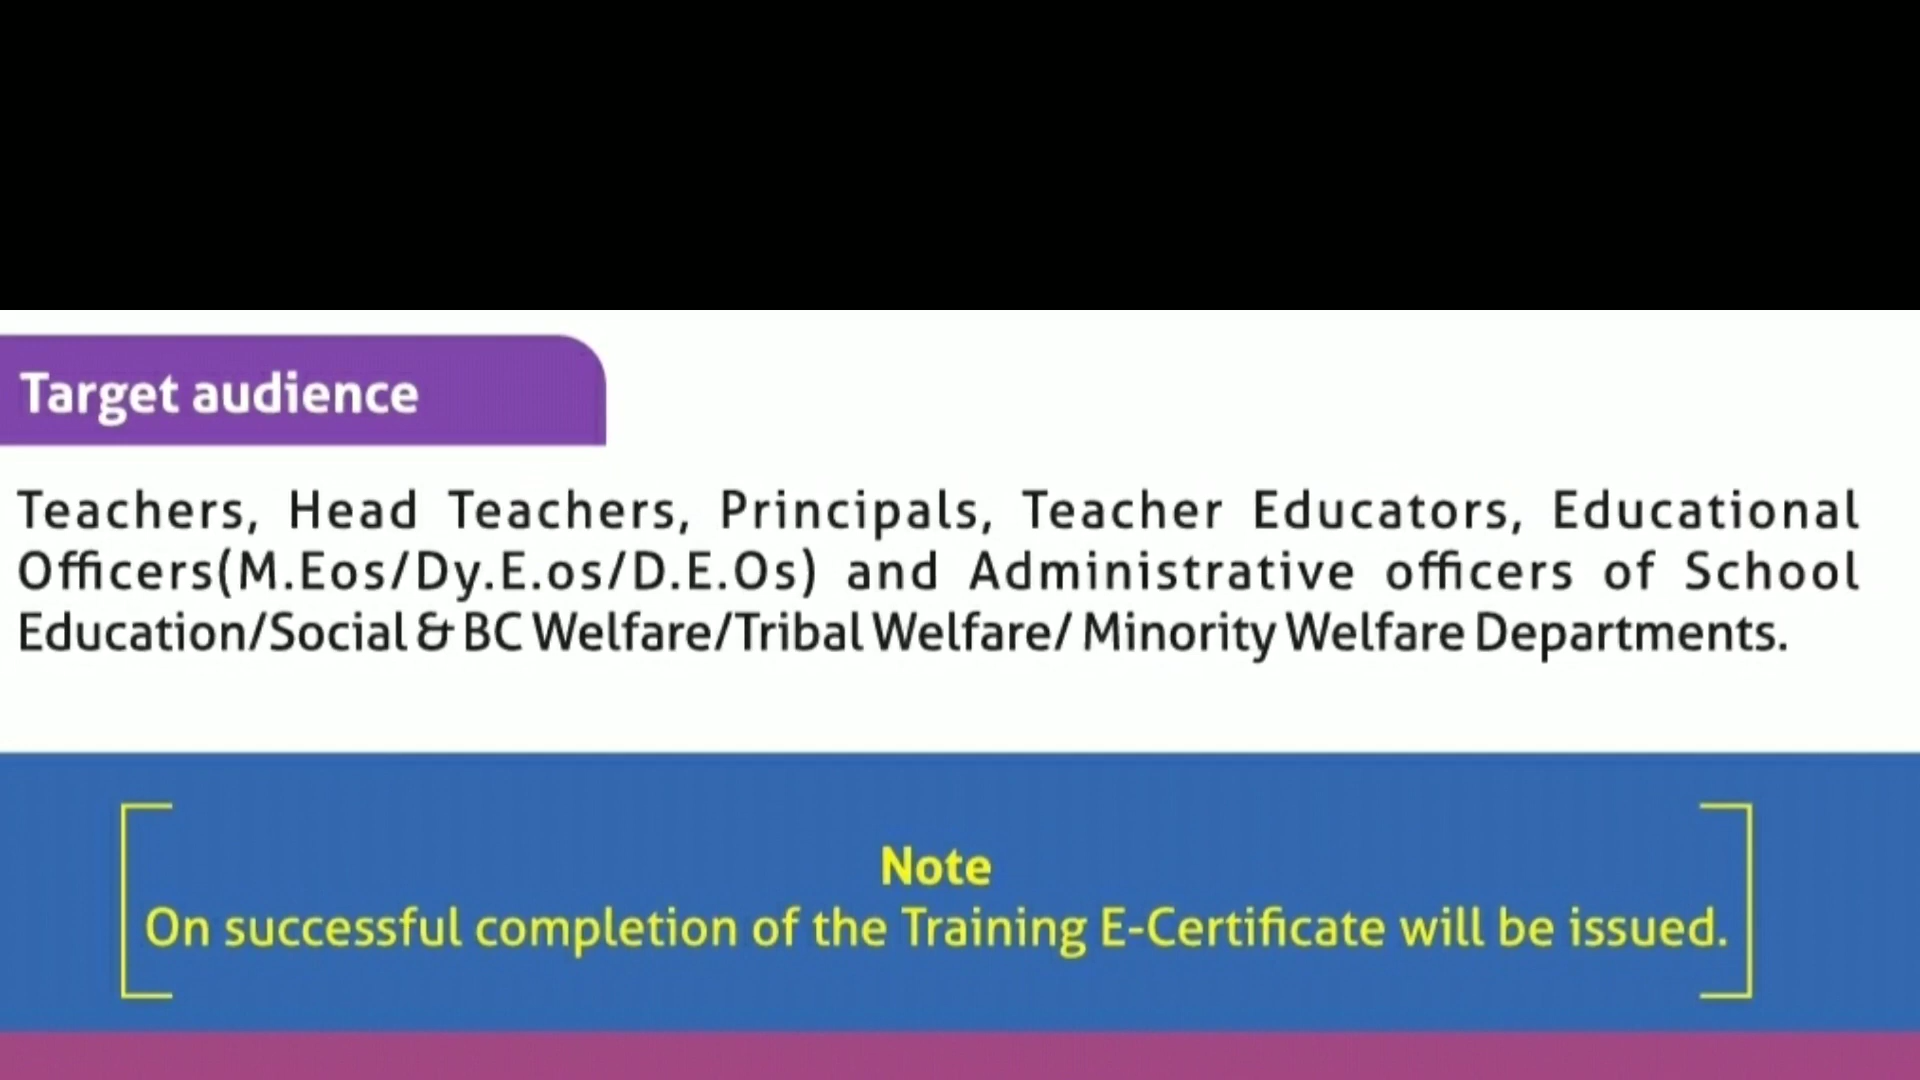 Target audience
Teachers, Head Teachers, Principals, Teacher Educators, Educational
Officers(M.Eos/Dy.E.os/D.E.Os) and Administrative officers of School
Education/Social & BC Welfare/Tribal Welfare/ Minority Welfare Departments.
Note
On successful completion of the Training E-Certificate will be issued.